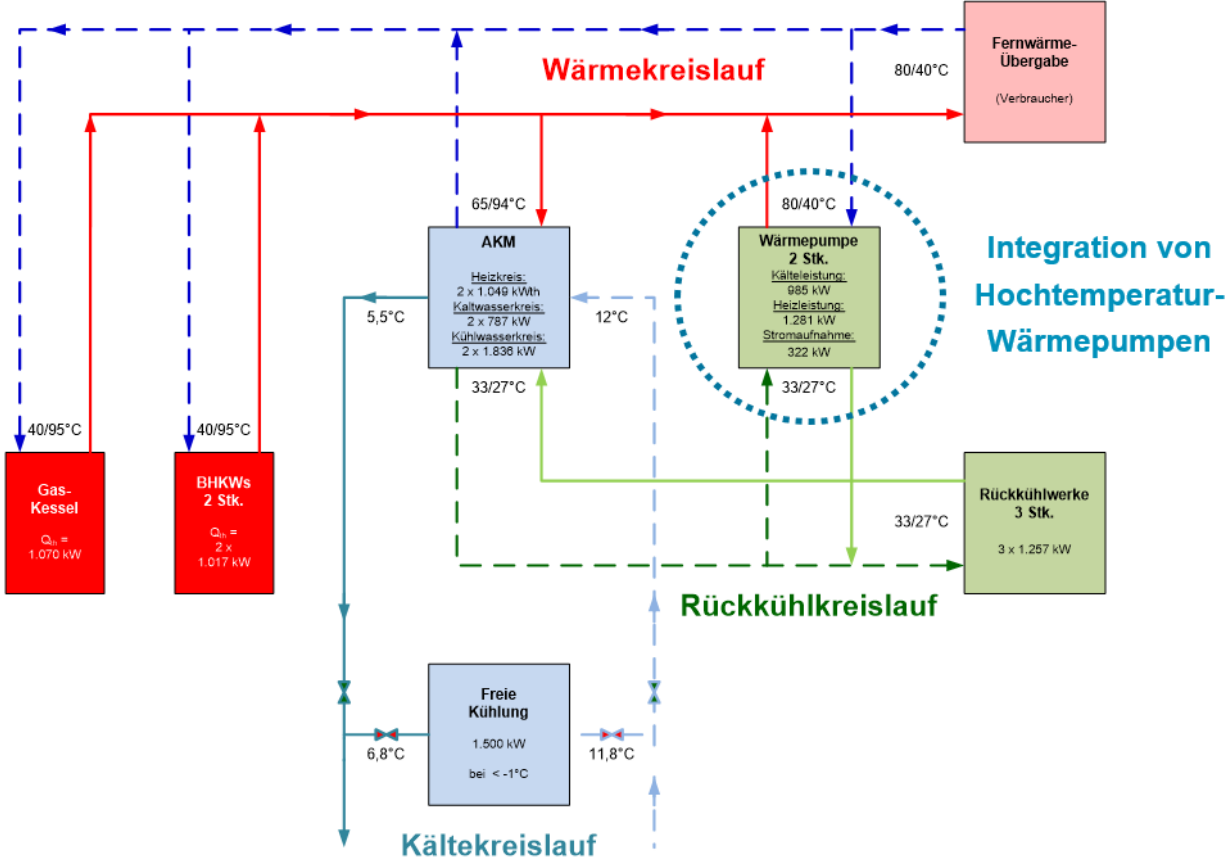 Wärmekreislauf
80/40°C
Fernwärme-
Übergabe
(Verbraucher)
65/94°C
AKM
Heizkreis:
2 x 1.049 kWth
Kaltwasserkreis:
2 x 787 kW
Kühlwasserkreis:
2 x 1.836 kW
5,5°C
12°C
33/27°C
80/40°C
Wärmepumpe
2 Stk.
Kälteleistung:
985 kW
Heizleistung:
1.281 kW
Stromaufnahme:
322 kW
33/27°C
Integration von
Hochtemperatur-
Wärmepumpen
40/95°C
Gas-
Kessel
Qth =
1.070 kW
40/95°C
BHKWs
2 Stk.
Qth =
2 x
1.017 kW
33/27°C
Rückkühlwerke
3 Stk.
3 x 1.257 kW
Rückkühlkreislauf
Freie
Kühlung
1.500 kW
bei < -1°C
6,8°C
11,8°C
Kältekreislauf